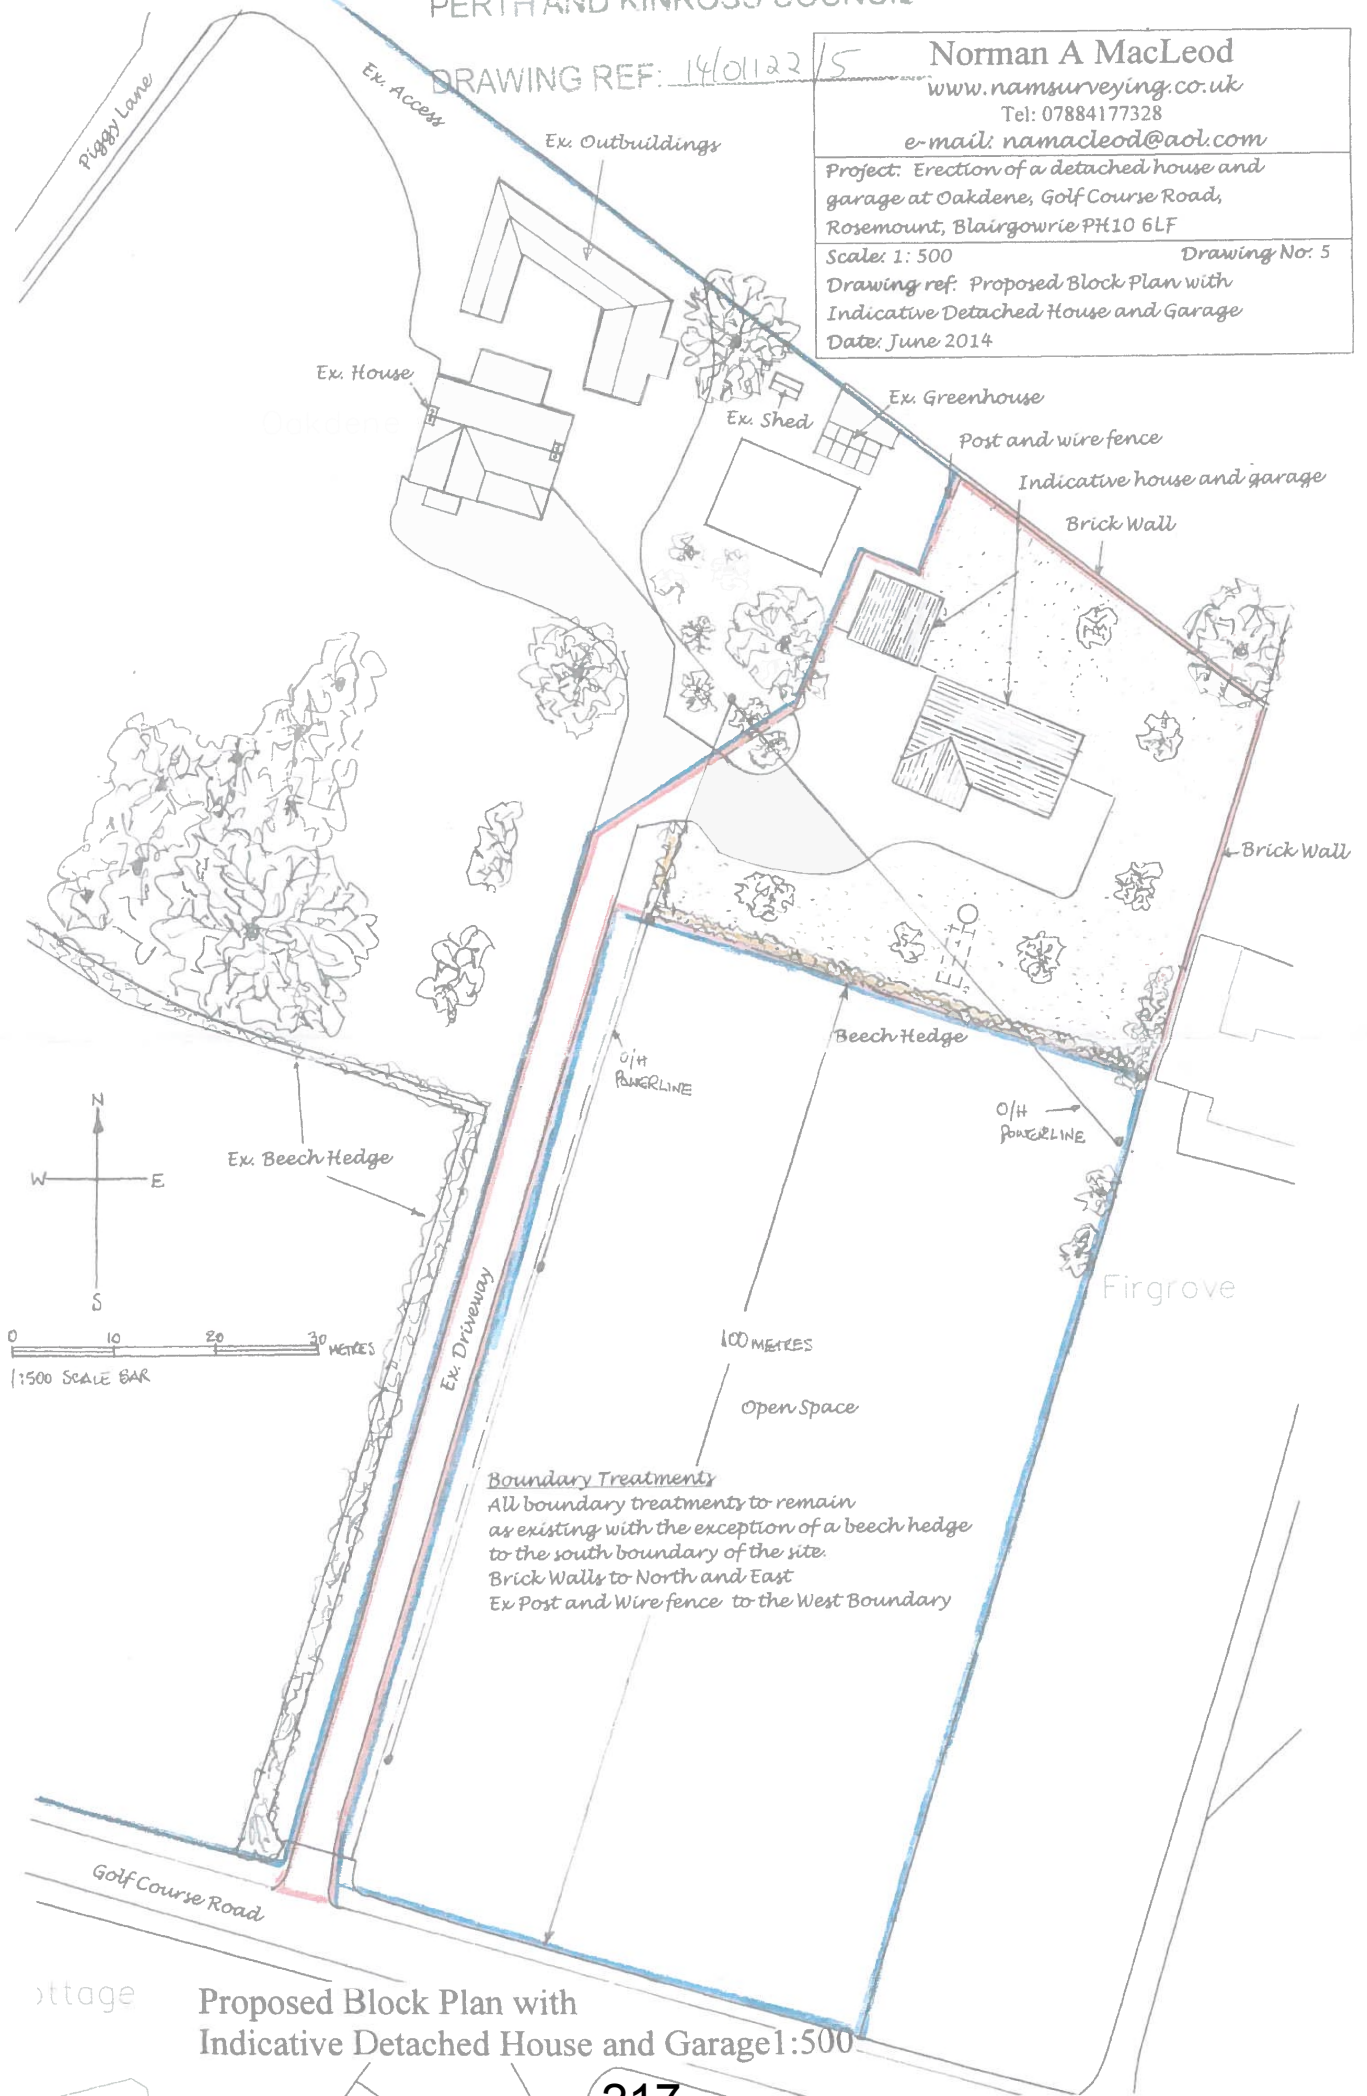 PERTH AND KINROSS COUNCIL
DRAWING REF: 14/01122/5
Norman A MacLeod
www.namsurveying.co.uk
Tel: 07884177328
e-mail: namacleod@aol.com
Project: Erection of a detached house and
garage at Oakdene, Golf Course Road,
Rosemount, Blairgowrie PH10 6LF
Scale: 1: 500 Drawing No: 5
Drawing ref: Proposed Block Plan with
Indicative Detached House and Garage
Date: June 2014
Piggy Lane
Ex. Access
Ex. Outbuildings
Ex. House
Oakdene
Ex. Shed
Ex. Greenhouse
Post and wire fence
Indicative house and garage
Brick Wall
Brick Wall
Beech Hedge
O/H
POWERLINE
O/H
POWERLINE
Ex. Beech Hedge
N
W E
S
0 10 20 30 METRES
1:500 SCALE BAR
Ex. Driveway
Firgrove
100 METRES
Open Space
Boundary Treatments
All boundary treatments to remain
as existing with the exception of a beech hedge
to the south boundary of the site.
Brick Walls to North and East
Ex Post and Wire fence to the West Boundary
Golf Course Road
ottage
Proposed Block Plan with
Indicative Detached House and Garage1:500
217